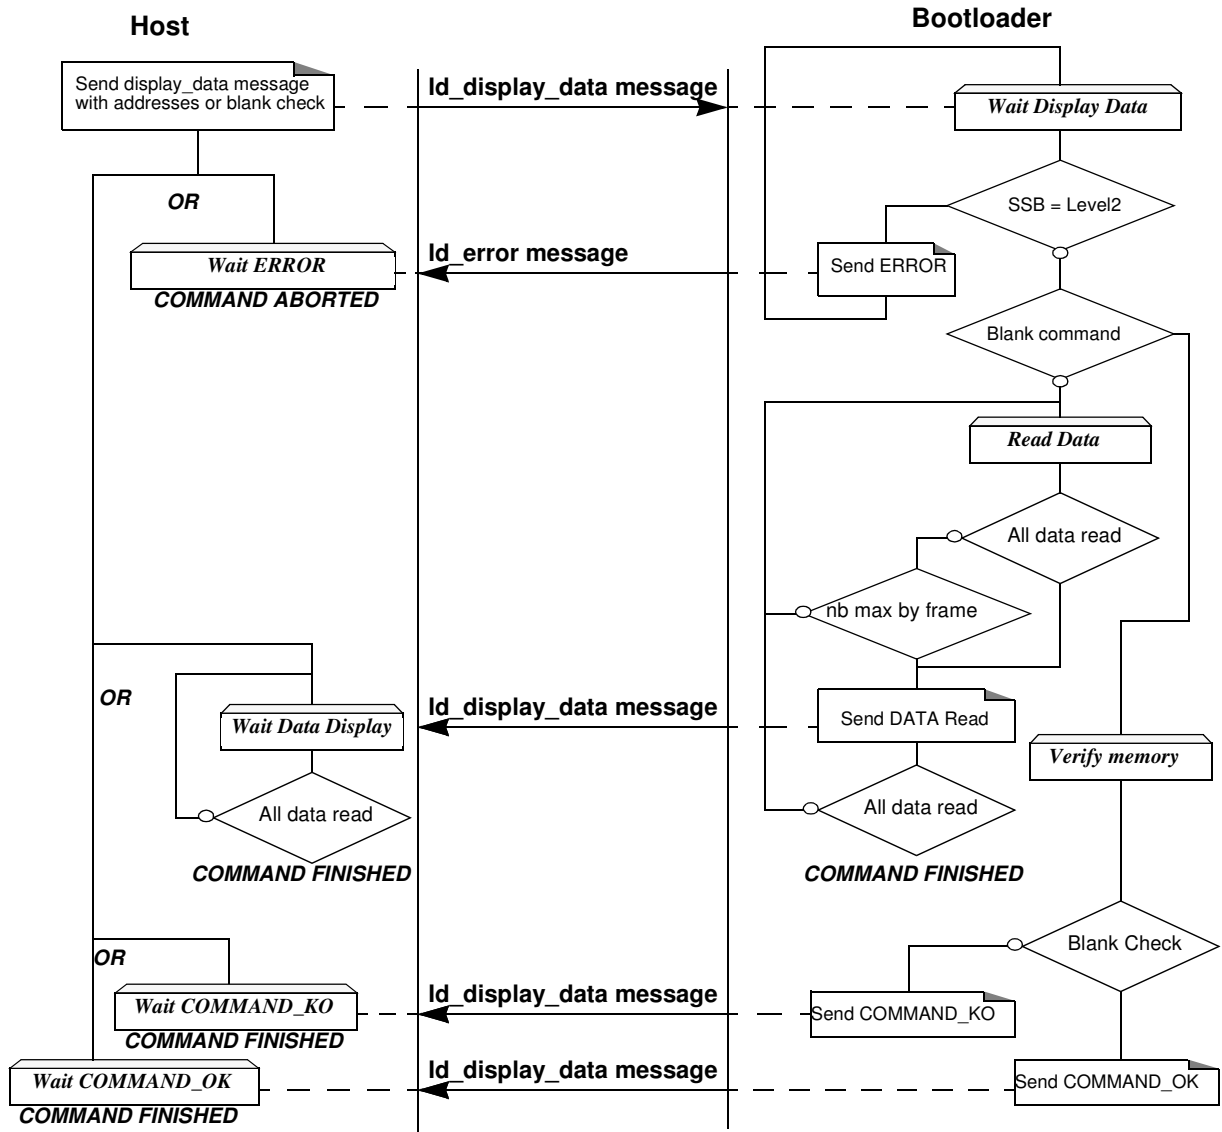 Host
Bootloader
Send display_data message
with addresses or blank check
Id_display_data message
Wait Display Data
OR
SSB = Level2
Wait ERROR
COMMAND ABORTED
Id_error message
Send ERROR
Blank command
Read Data
All data read
nb max by frame
OR
Wait Data Display
Id_display_data message
Send DATA Read
Verify memory
All data read
COMMAND FINISHED
All data read
COMMAND FINISHED
OR
Blank Check
Wait COMMAND_KO
COMMAND FINISHED
Id_display_data message
Send COMMAND_KO
Wait COMMAND_OK
COMMAND FINISHED
Id_display_data message
Send COMMAND_OK